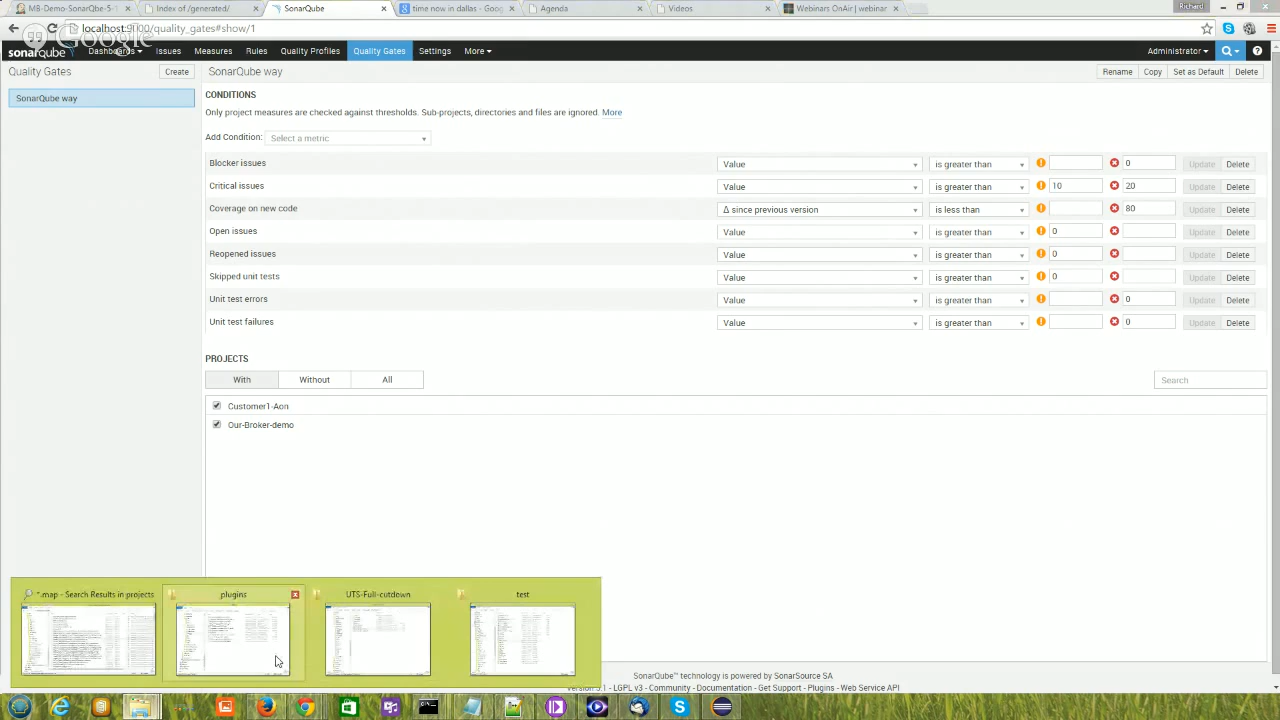 MB-Demo-SonarQbe-5-1
Index of /generated/
SonarQube
time now in dallas - Goog
Agenda
Videos
Webinars OnAir | webinar
Richard
localhost:9000/quality_gates#show/1
Google
sonarqube
Dashboards
Issues
Measures
Rules
Quality Profiles
Quality Gates
Settings
More
Administrator
Quality Gates
Create
SonarQube way
Rename
Copy
Set as Default
Delete
SonarQube way
CONDITIONS
Only project measures are checked against thresholds. Sub-projects, directories and files are ignored. More
Add Condition: Select a metric
Blocker issues Value is greater than 0 Update Delete
Critical issues Value is greater than 10 20 Update Delete
Coverage on new code Δ since previous version is less than 80 Update Delete
Open issues Value is greater than 0 Update Delete
Reopened issues Value is greater than 0 Update Delete
Skipped unit tests Value is greater than 0 Update Delete
Unit test errors Value is greater than 0 Update Delete
Unit test failures Value is greater than 0 Update Delete
PROJECTS
With Without All Search
Customer1-Aon
Our-Broker-demo
*.map - Search Results in projects
plugins
UTS-Full-cutdown
test
SonarQube™ technology is powered by SonarSource SA
Version 5.1 - LGPL v3 - Community - Documentation - Get Support - Plugins - Web Service API